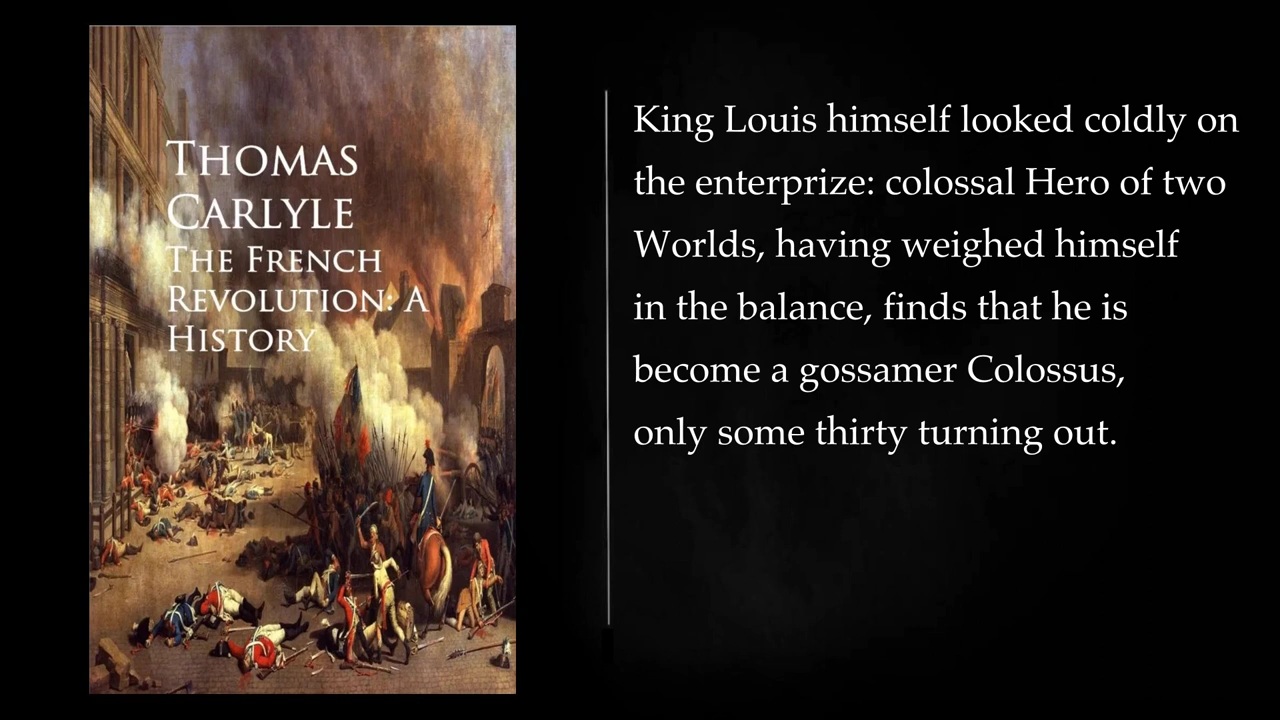 THOMAS
CARLYLE
THE FRENCH
REVOLUTION: A
HISTORY
King Louis himself looked coldly on
the enterprize: colossal Hero of two
Worlds, having weighed himself
in the balance, finds that he is
become a gossamer Colossus,
only some thirty turning out.